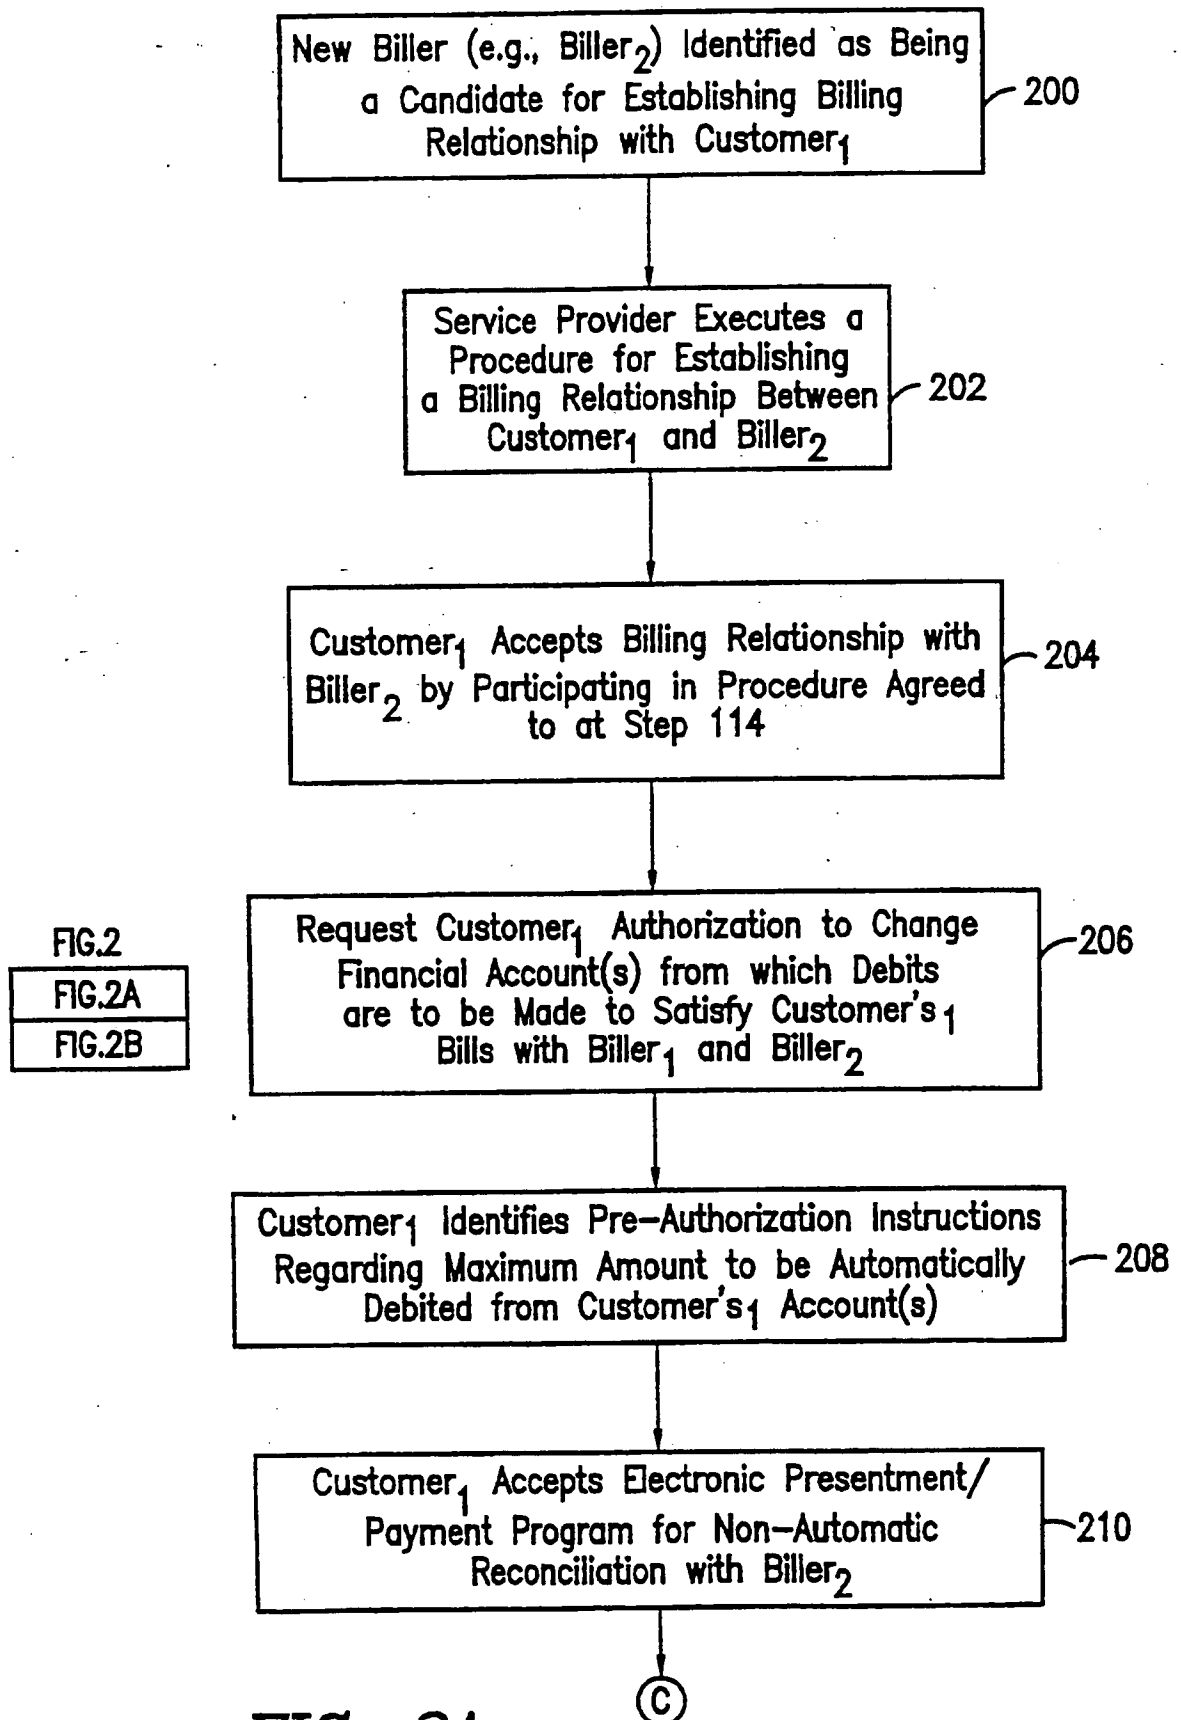 New Biller (e.g., Biller2) Identified as Being
a Candidate for Establishing Billing
Relationship with Customer1
200
Service Provider Executes a
Procedure for Establishing
a Billing Relationship Between
Customer1 and Biller2
202
Customer1 Accepts Billing Relationship with
Biller2 by Participating in Procedure Agreed
to at Step 114
204
Request Customer1 Authorization to Change
Financial Account(s) from which Debits
are to be Made to Satisfy Customer's1
Bills with Biller1 and Biller2
206
FIG.2
FIG.2A
FIG.2B
Customer1 Identifies Pre-Authorization Instructions
Regarding Maximum Amount to be Automatically
Debited from Customer's1 Account(s)
208
Customer1 Accepts Electronic Presentment/
Payment Program for Non-Automatic
Reconciliation with Biller2
210
C